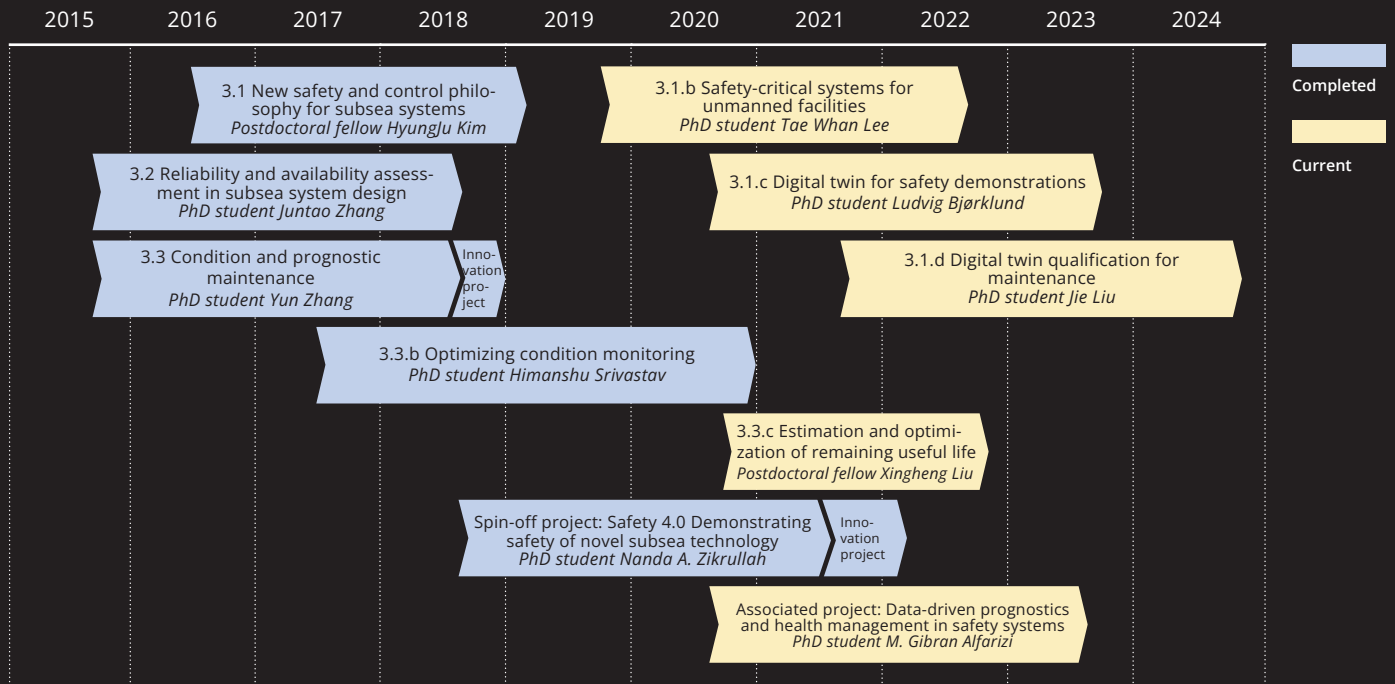 2015 2016 2017 2018 2019 2020 2021 2022 2023 2024
Completed
Current
3.1 New safety and control philo-
sophy for subsea systems
Postdoctoral fellow HyungJu Kim
3.1.b Safety-critical systems for
unmanned facilities
PhD student Tae Whan Lee
3.2 Reliability and availability assess-
ment in subsea system design
PhD student Juntao Zhang
3.1.c Digital twin for safety demonstrations
PhD student Ludvig Bjørklund
3.3 Condition and prognostic
maintenance
PhD student Yun Zhang
Inno-
vation
pro-
ject
3.1.d Digital twin qualification for
maintenance
PhD student Jie Liu
3.3.b Optimizing condition monitoring
PhD student Himanshu Srivastav
3.3.c Estimation and optimi-
zation of remaining useful life
Postdoctoral fellow Xingheng Liu
Spin-off project: Safety 4.0 Demonstrating
safety of novel subsea technology
PhD student Nanda A. Zikrullah
Inno-
vation
project
Associated project: Data-driven prognostics
and health management in safety systems
PhD student M. Gibran Alfarizi